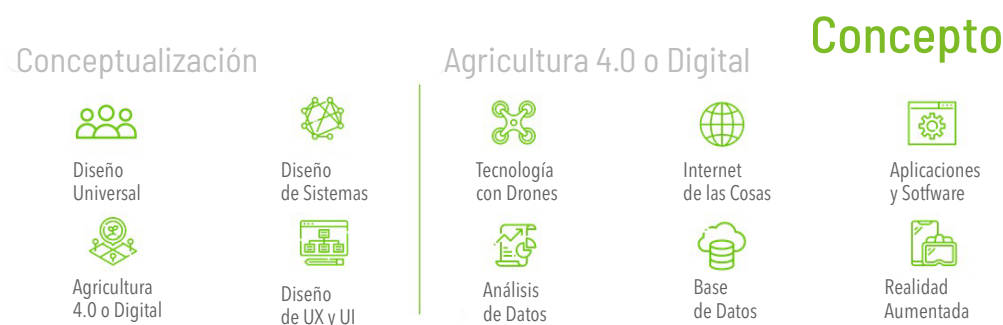 Concepto
Conceptualización
Agricultura 4.0 o Digital
Diseño
Universal
Diseño
de Sistemas
Tecnología
con Drones
Internet
de las Cosas
Aplicaciones
y Sotfware
Agricultura
4.0 o Digital
Diseño
de UX y UI
Análisis
de Datos
Base
de Datos
Realidad
Aumentada